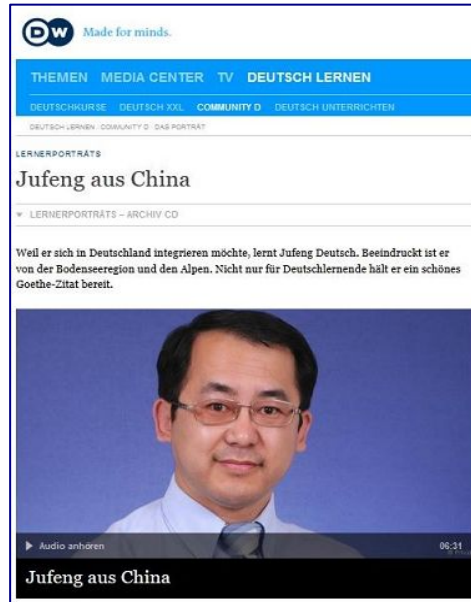 DW Made for minds.
THEMEN MEDIA CENTER TV DEUTSCH LERNEN
DEUTSCHKURSE DEUTSCH XXL COMMUNITY D DEUTSCH UNTERRICHTEN
DEUTSCH LERNEN COMMUNITY D DAS PORTRÄT
LERNERPORTRÄTS
Jufeng aus China
LERNERPORTRÄTS – ARCHIV CD
Weil er sich in Deutschland integrieren möchte, lernt Jufeng Deutsch. Beeindruckt ist er
von der Bodenseeregion und den Alpen. Nicht nur für Deutschlernende hält er ein schönes
Goethe-Zitat bereit.
Audio anhören 06:31
Jufeng aus China